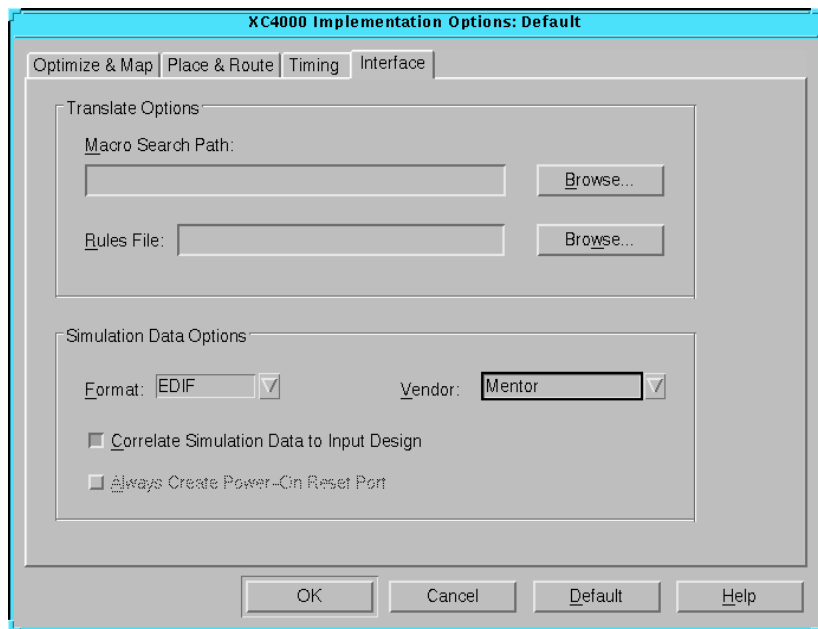 XC4000 Implementation Options: Default
Optimize & Map Place & Route Timing Interface
Translate Options
Macro Search Path:
Browse...
Rules File: Browse...
Simulation Data Options
Format: EDIF Vendor: Mentor
Correlate Simulation Data to Input Design
Always Create Power-On Reset Port
OK Cancel Default Help